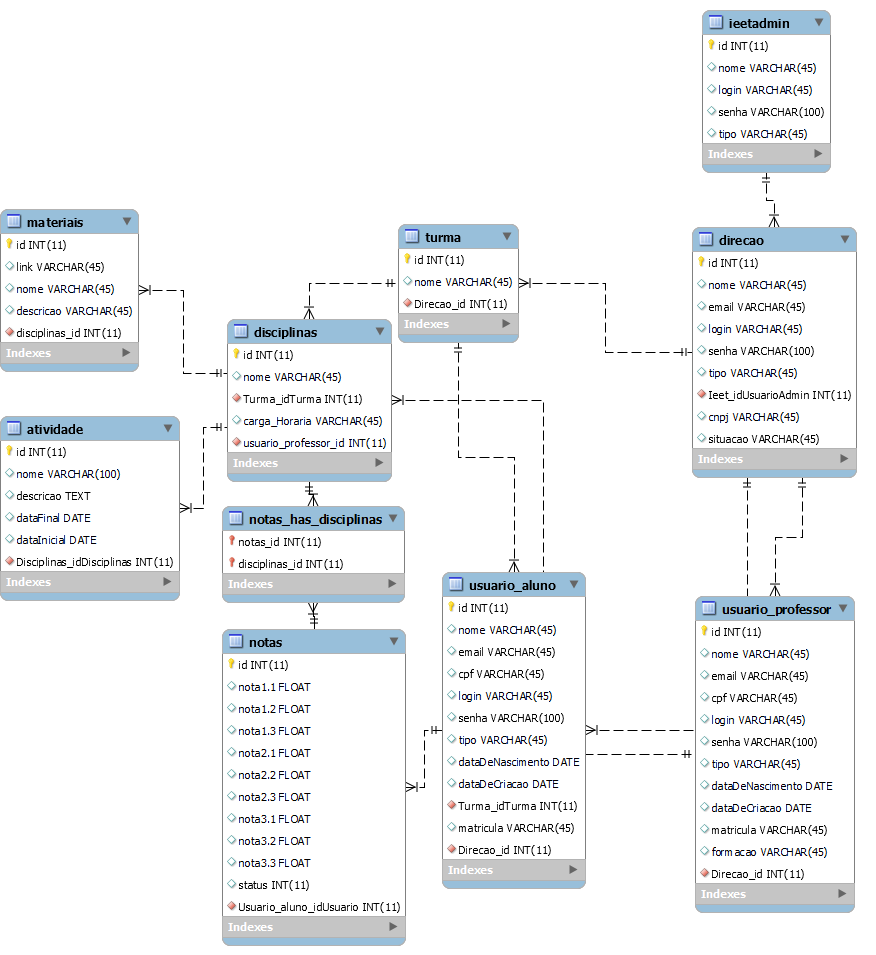 ieetadmin
id INT(11)
nome VARCHAR(45)
login VARCHAR(45)
senha VARCHAR(100)
tipo VARCHAR(45)
Indexes
materiais
id INT(11)
link VARCHAR(45)
nome VARCHAR(45)
descricao VARCHAR(45)
disciplinas_id INT(11)
Indexes
turma
id INT(11)
nome VARCHAR(45)
Direcao_id INT(11)
Indexes
direcao
id INT(11)
nome VARCHAR(45)
email VARCHAR(45)
login VARCHAR(45)
senha VARCHAR(100)
tipo VARCHAR(45)
Ieet_idUsuarioAdmin INT(11)
cnpj VARCHAR(45)
situacao VARCHAR(45)
Indexes
disciplinas
id INT(11)
nome VARCHAR(45)
Turma_idTurma INT(11)
carga_Horaria VARCHAR(45)
usuario_professor_id INT(11)
Indexes
atividade
id INT(11)
nome VARCHAR(100)
descricao TEXT
dataFinal DATE
dataInicial DATE
Disciplinas_idDisciplinas INT(11)
Indexes
notas_has_disciplinas
notas_id INT(11)
disciplinas_id INT(11)
Indexes
notas
id INT(11)
nota1.1 FLOAT
nota1.2 FLOAT
nota1.3 FLOAT
nota2.1 FLOAT
nota2.2 FLOAT
nota2.3 FLOAT
nota3.1 FLOAT
nota3.2 FLOAT
nota3.3 FLOAT
status INT(11)
Usuario_aluno_idUsuario INT(11)
Indexes
usuario_aluno
id INT(11)
nome VARCHAR(45)
email VARCHAR(45)
cpf VARCHAR(45)
login VARCHAR(45)
senha VARCHAR(100)
tipo VARCHAR(45)
dataDeNascimento DATE
dataDeCriacao DATE
Turma_idTurma INT(11)
matricula VARCHAR(45)
Direcao_id INT(11)
Indexes
usuario_professor
id INT(11)
nome VARCHAR(45)
email VARCHAR(45)
cpf VARCHAR(45)
login VARCHAR(45)
senha VARCHAR(100)
tipo VARCHAR(45)
dataDeNascimento DATE
dataDeCriacao DATE
matricula VARCHAR(45)
formacao VARCHAR(45)
Direcao_id INT(11)
Indexes